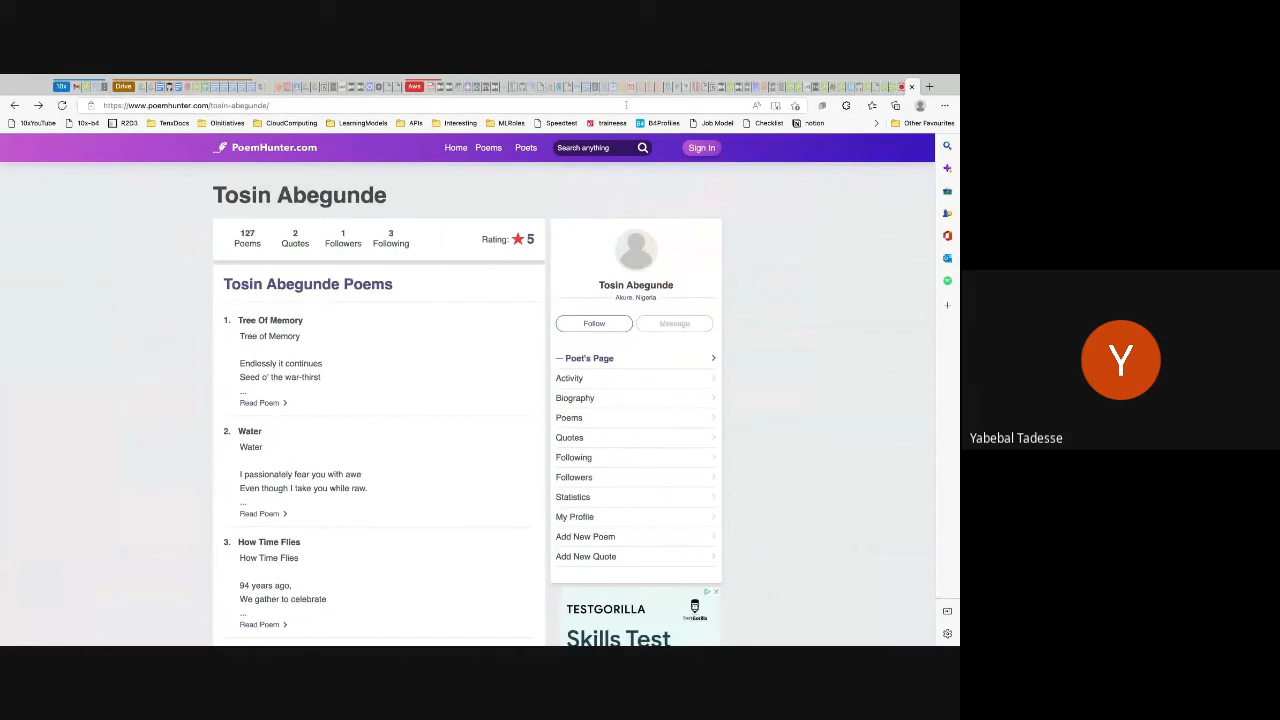 10x
Drive
Aws
https://www.poemhunter.com/tosin-abegunde/
10xYouTube
10x-b4
R2D3
TenxDocs
OInitiatives
CloudComputing
LearningModels
APIs
Interesting
MLRoles
Speedtest
traineesa
B4Profiles
Job Model
Checklist
notion
Other Favourites
PoemHunter.com
Home
Poems
Poets
Search anything
Sign In
Tosin Abegunde
127
Poems
2
Quotes
1
Followers
3
Following
Rating: 5
Tosin Abegunde Poems
1. Tree Of Memory
Tree of Memory
Endlessly it continues
Seed o' the war-thirst
...
Read Poem
2. Water
Water
I passionately fear you with awe
Even though I take you while raw.
...
Read Poem
3. How Time Flies
How Time Flies
94 years ago,
We gather to celebrate
...
Read Poem
Tosin Abegunde
Akure, Nigeria
Follow
Message
— Poet's Page
Activity
Biography
Poems
Quotes
Following
Followers
Statistics
My Profile
Add New Poem
Add New Quote
TESTGORILLA
TestGorilla
Skills Test
Y
Yabebal Tadesse